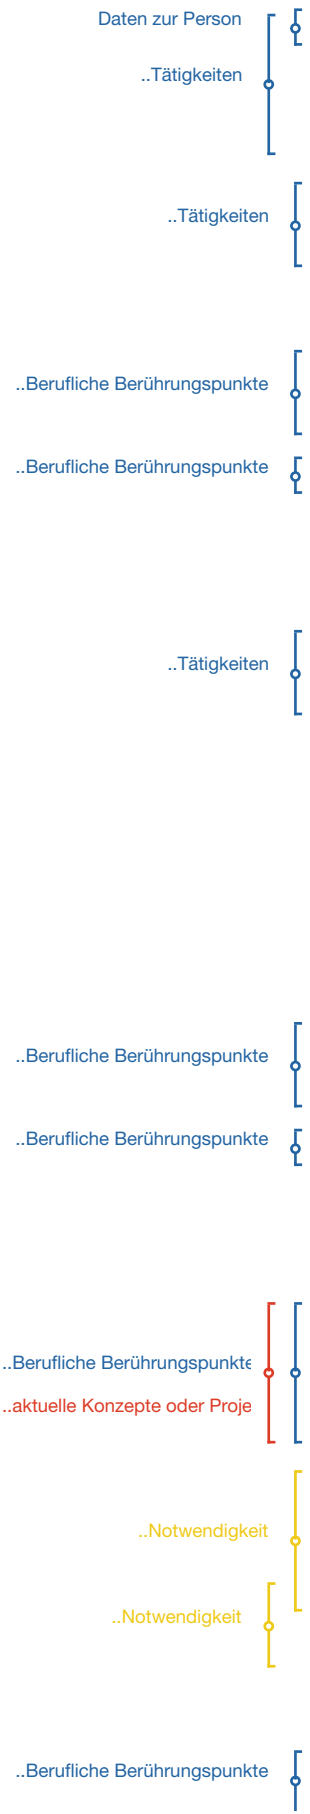 Daten zur Person
..Tätigkeiten
..Tätigkeiten
..Berufliche Berührungspunkte
..Berufliche Berührungspunkte
..Tätigkeiten
..Berufliche Berührungspunkte
..Berufliche Berührungspunkte
..Berufliche Berührungspunkte
..aktuelle Konzepte oder Proje
..Notwendigkeit
..Notwendigkeit
..Berufliche Berührungspunkte